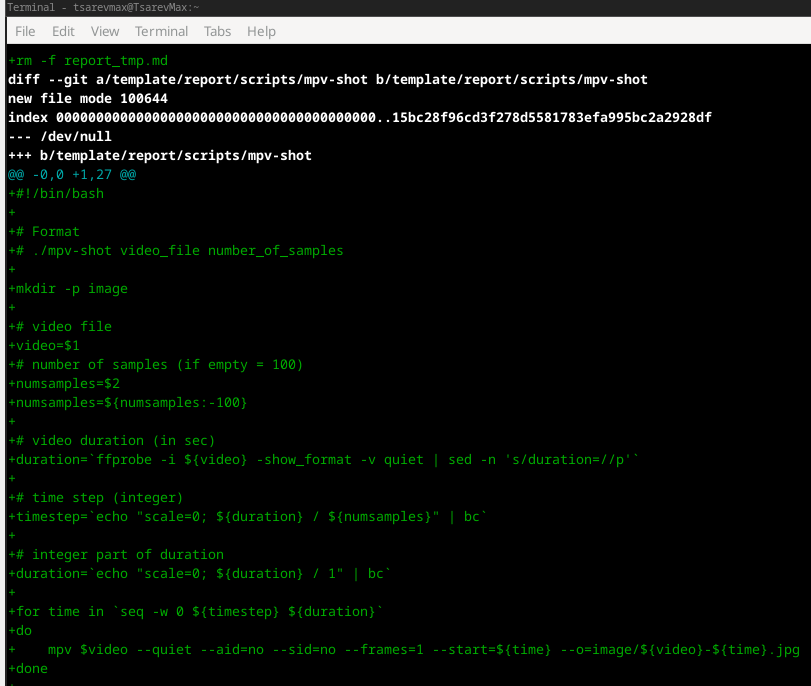 Terminal - tsarevmax@TsarevMax:~
File Edit View Terminal Tabs Help
+rm -f report_tmp.md
diff --git a/template/report/scripts/mpv-shot b/template/report/scripts/mpv-shot
new file mode 100644
index 0000000000000000000000000000000000000000..15bc28f96cd3f278d5581783efa995bc2a2928df
--- /dev/null
+++ b/template/report/scripts/mpv-shot
@@ -0,0 +1,27 @@
+#!/bin/bash
+
+# Format
+# ./mpv-shot video_file number_of_samples
+
+mkdir -p image
+
+# video file
+video=$1
+# number of samples (if empty = 100)
+numsamples=$2
+numsamples=${numsamples:-100}
+
+# video duration (in sec)
+duration=`ffprobe -i ${video} -show_format -v quiet | sed -n 's/duration=//p'`
+
+# time step (integer)
+timestep=`echo "scale=0; ${duration} / ${numsamples}" | bc`
+
+# integer part of duration
+duration=`echo "scale=0; ${duration} / 1" | bc`
+
+for time in `seq -w 0 ${timestep} ${duration}`
+do
+    mpv $video --quiet --aid=no --sid=no --frames=1 --start=${time} --o=image/${video}-${time}.jpg
+done